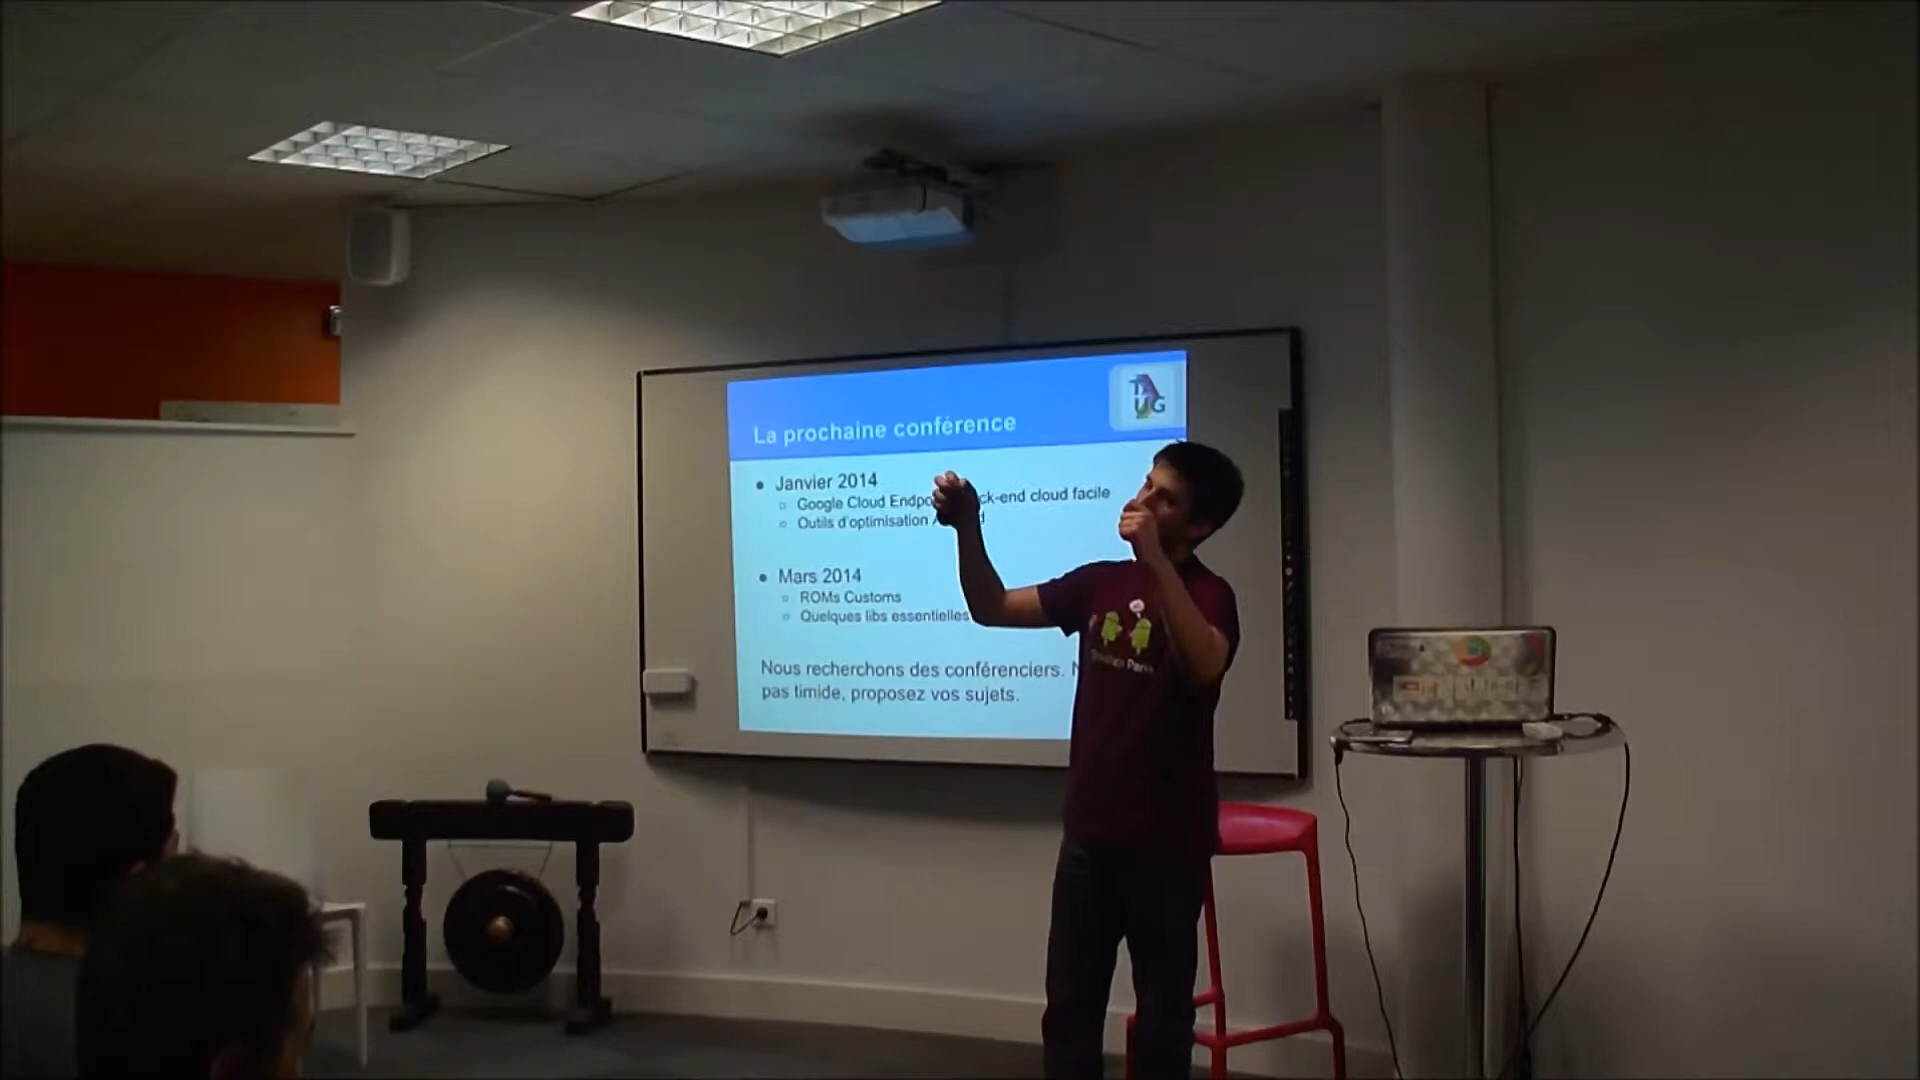 TAUG
La prochaine conférence
Janvier 2014
Google Cloud ck-end cloud facile
Outils d'optimisation
Mars 2014
ROMs Customs
Quelques libs essentielles
Nous recherchons des conférenciers.
pas timide, proposez vos sujets.